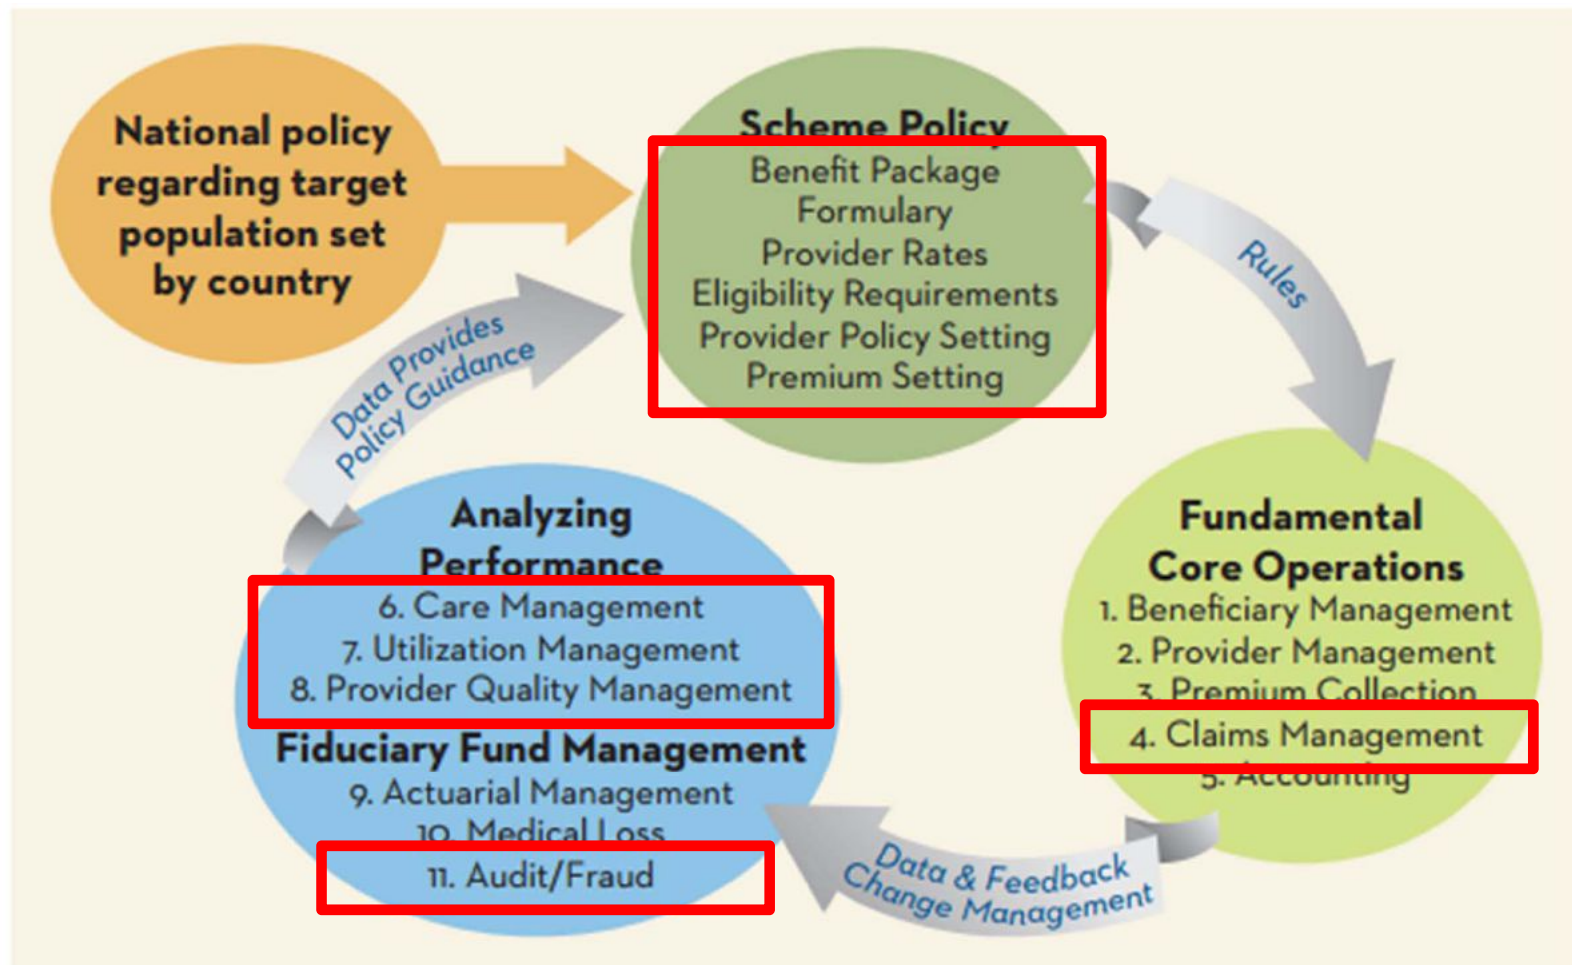 National policy
regarding target
population set
by country
Scheme Policy
Benefit Package
Formulary
Provider Rates
Eligibility Requirements
Provider Policy Setting
Premium Setting
Rules
Fundamental
Core Operations
1. Beneficiary Management
2. Provider Management
3. Premium Collection
4. Claims Management
5. Accounting
Data & Feedback
Change Management
Analyzing
Performance
6. Care Management
7. Utilization Management
8. Provider Quality Management
Fiduciary Fund Management
9. Actuarial Management
10. Medical Loss
11. Audit/Fraud
Data Provides
Policy Guidance